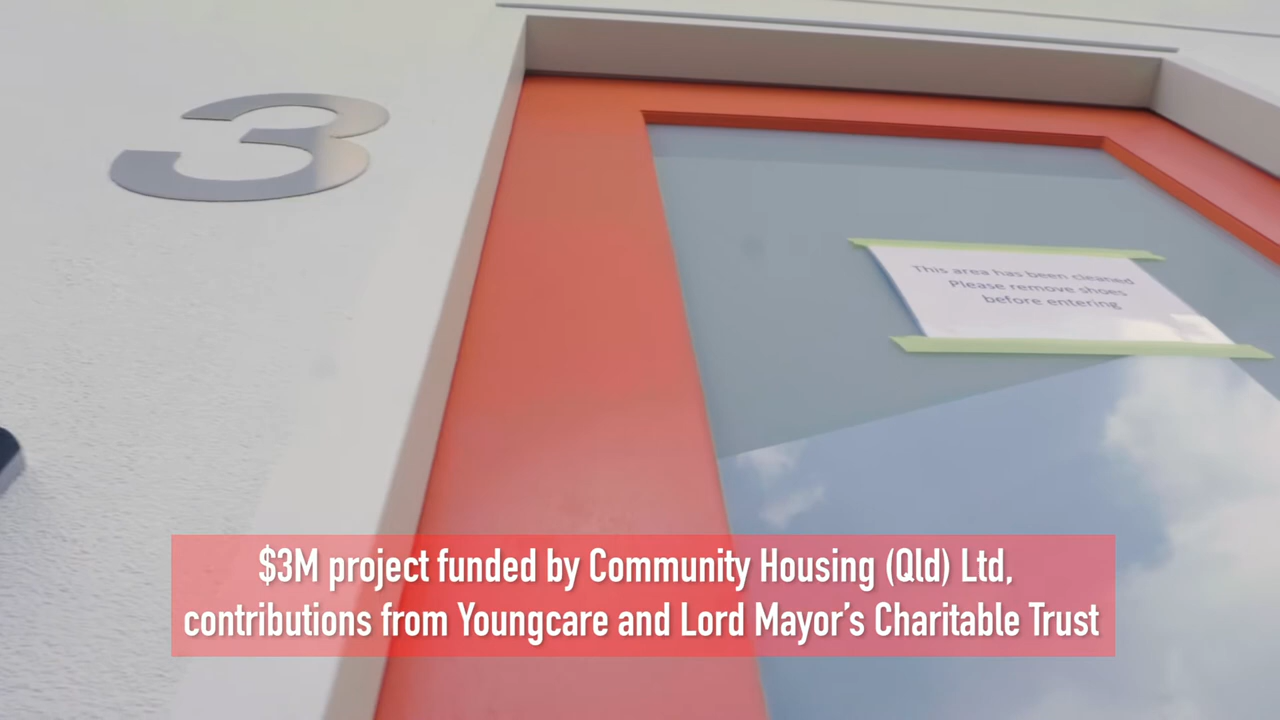 3
This area has been cleaned
Please remove shoes
before entering
$3M project funded by Community Housing (Qld) Ltd,
contributions from Youngcare and Lord Mayor’s Charitable Trust